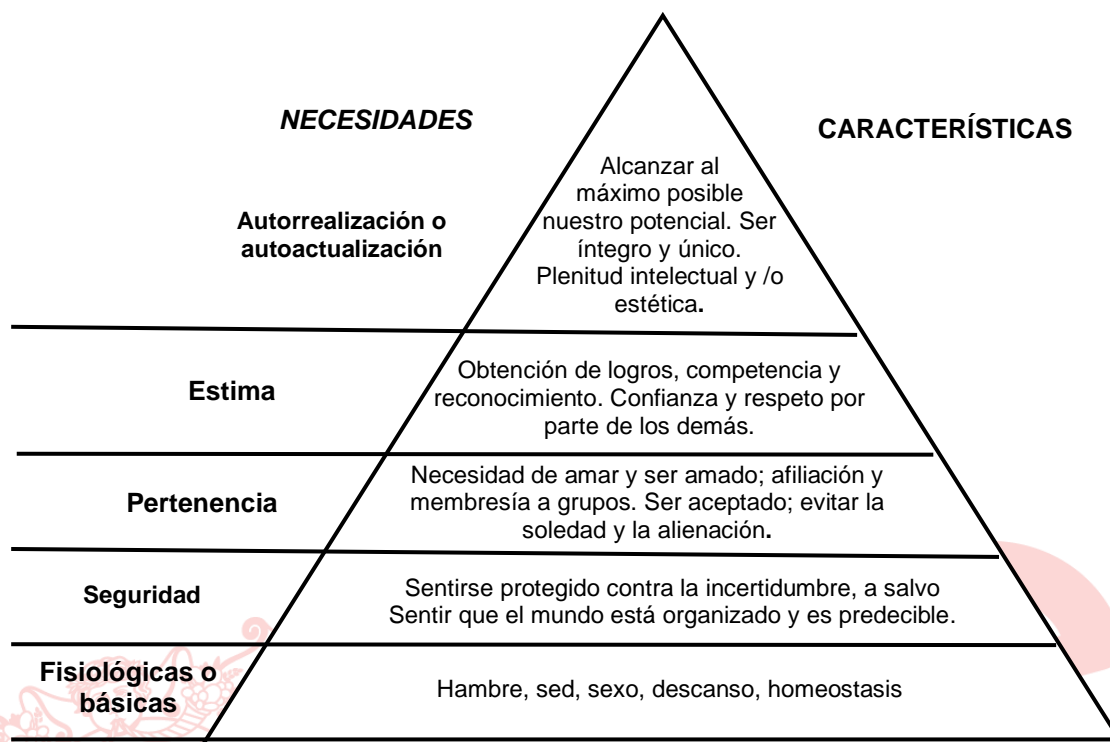 NECESIDADES
CARACTERÍSTICAS
Autorrealización o
autoactualización
Alcanzar al
máximo posible
nuestro potencial. Ser
íntegro y único.
Plenitud intelectual y /o
estética.
Estima
Obtención de logros, competencia y
reconocimiento. Confianza y respeto por
parte de los demás.
Pertenencia
Necesidad de amar y ser amado; afiliación y
membresía a grupos. Ser aceptado; evitar la
soledad y la alienación.
Seguridad
Sentirse protegido contra la incertidumbre, a salvo
Sentir que el mundo está organizado y es predecible.
Fisiológicas o
básicas
Hambre, sed, sexo, descanso, homeostasis